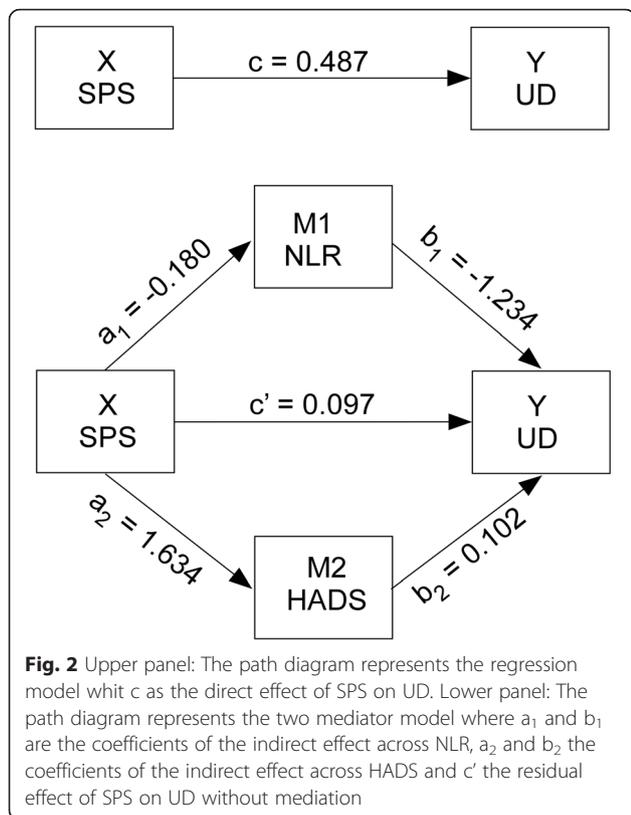 X
SPS
c = 0.487
Y
UD
M1
NLR
a₁ = -0.180
b₁ = -1.234
X
SPS
c' = 0.097
Y
UD
a₂ = 1.634
b₂ = 0.102
M2
HADS
Fig. 2 Upper panel: The path diagram represents the regression
model whit c as the direct effect of SPS on UD. Lower panel: The
path diagram represents the two mediator model where a₁ and b₁
are the coefficients of the indirect effect across NLR, a₂ and b₂ the
coefficients of the indirect effect across HADS and c' the residual
effect of SPS on UD without mediation